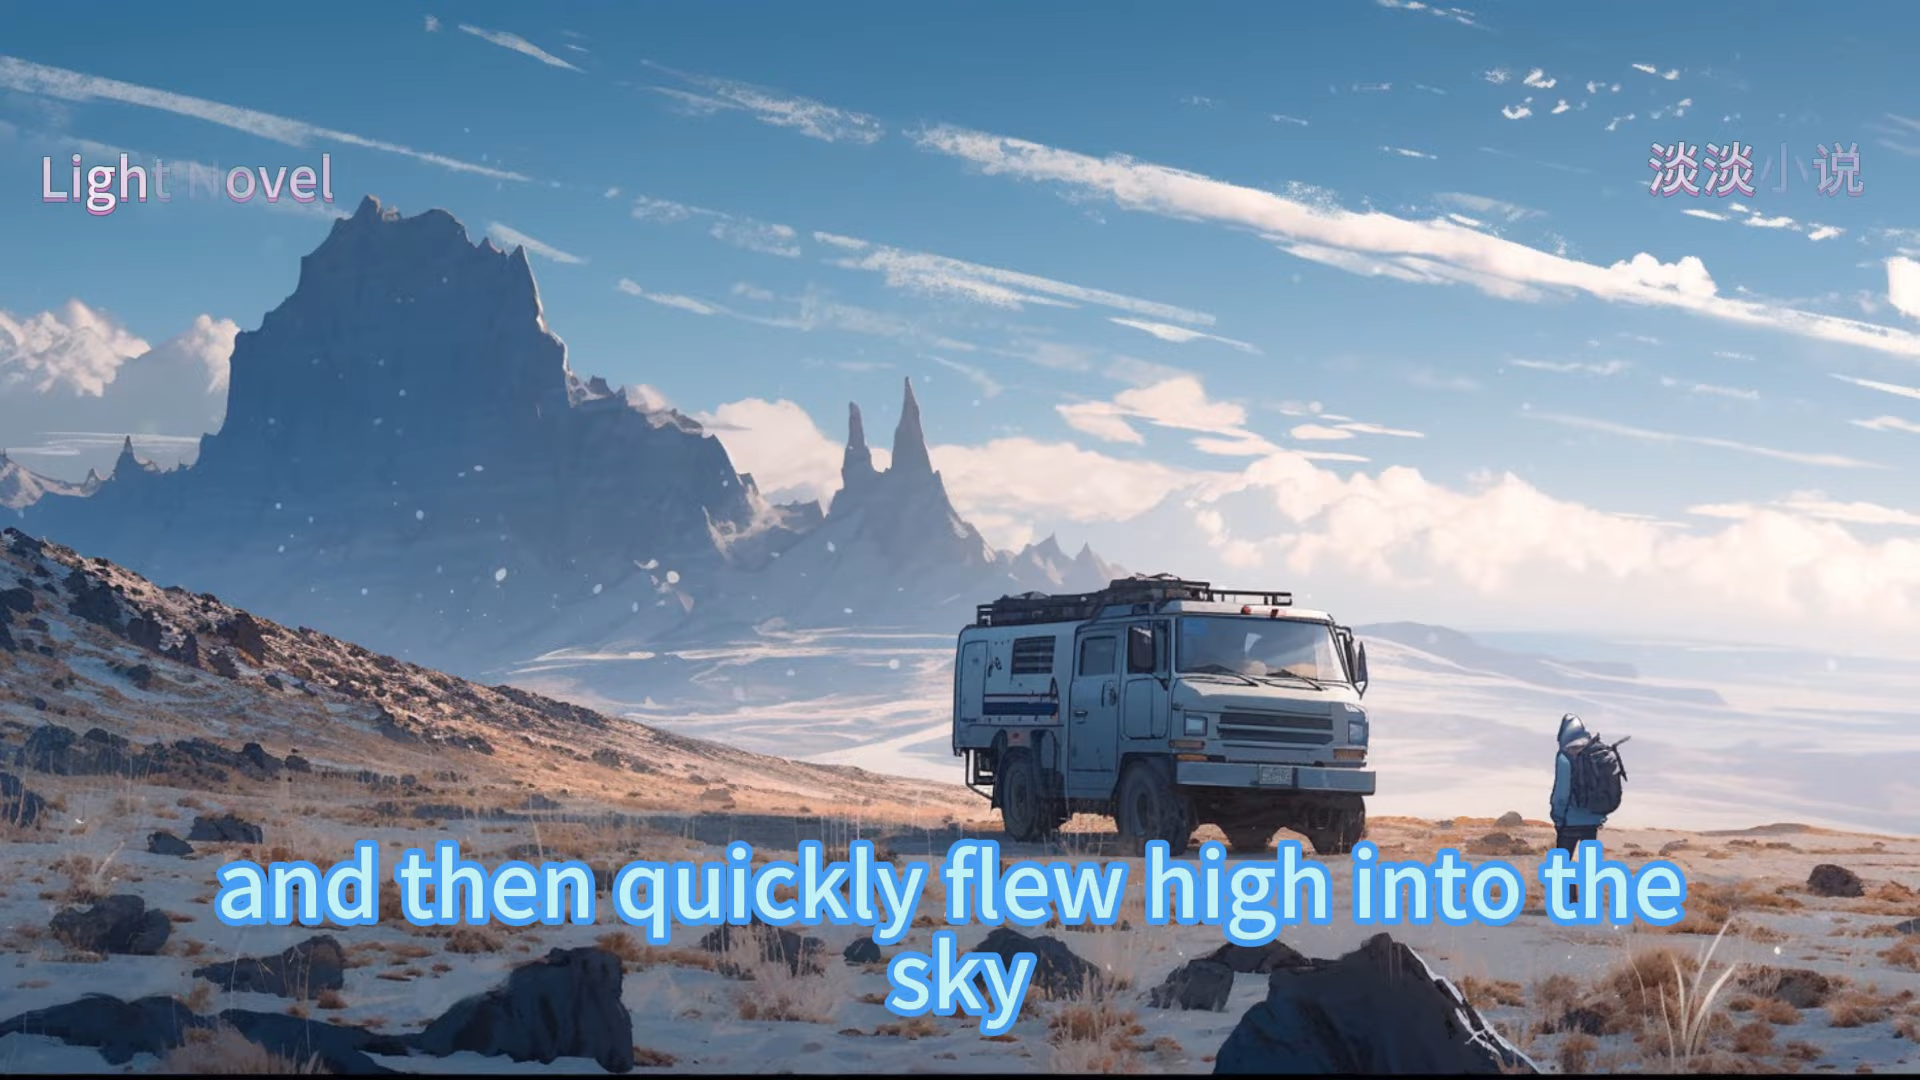 Light Novel
淡淡小说
and then quickly flew high into the
sky